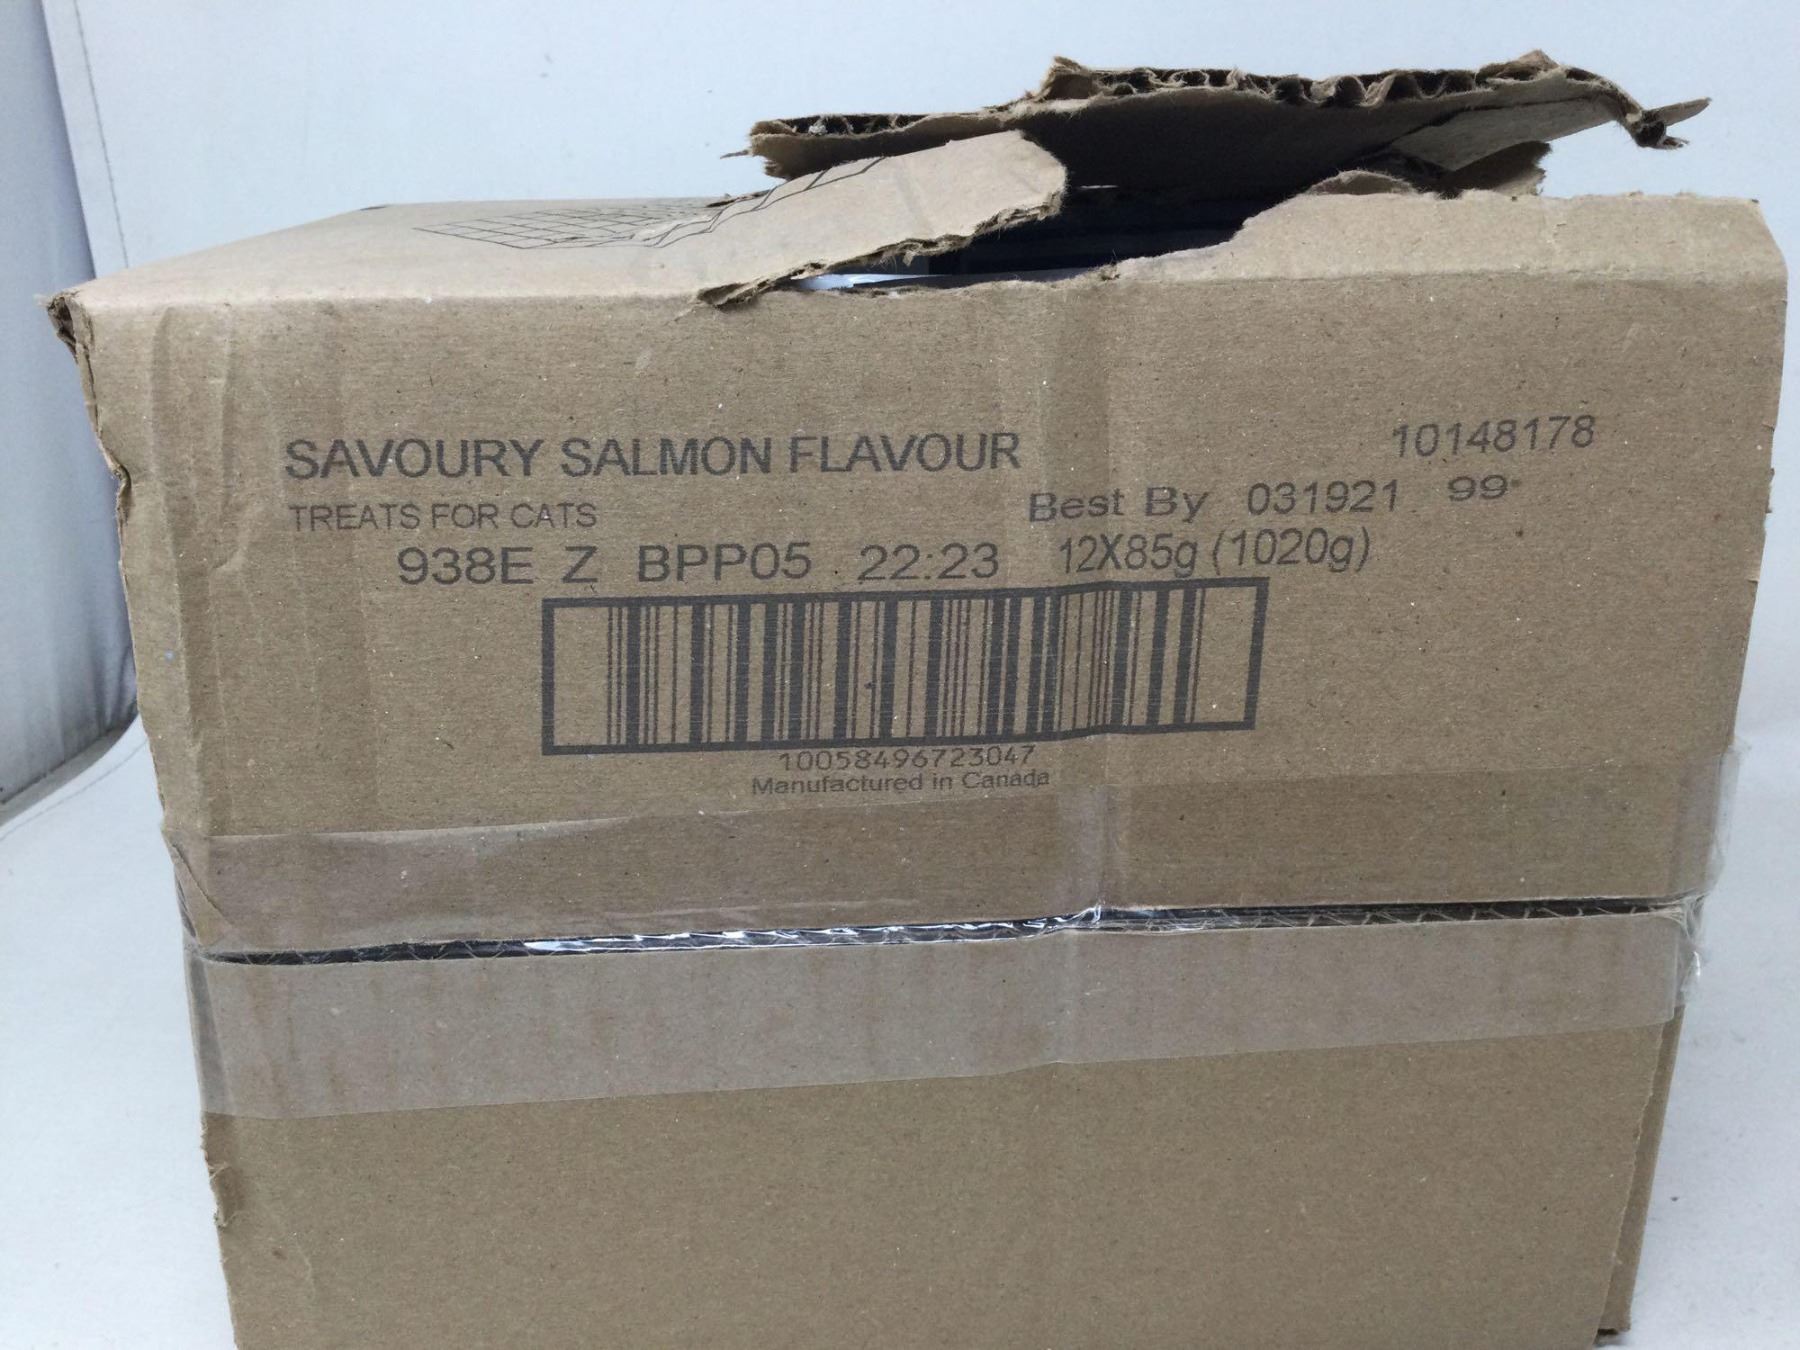 SAVOURY SALMON FLAVOUR
10148178
TREATS FOR CATS
Best By 031921 99
938E Z BPP05 22:23 12X85g (1020g)
10058496723047
Manufactured in Canada